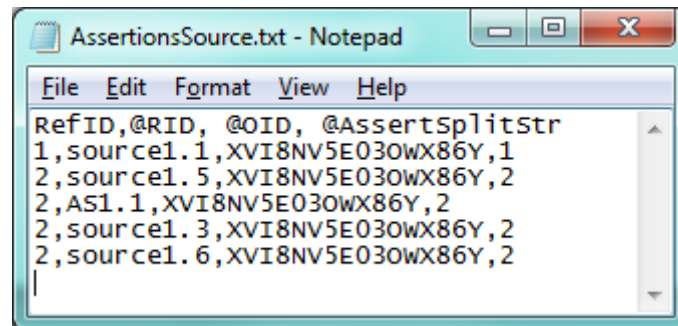 AssertionsSource.txt - Notepad
File Edit Format View Help
RefID,@RID, @OID, @AssertSplitStr
1,source1.1,XVI8NV5E03OWX86Y,1
2,source1.5,XVI8NV5E03OWX86Y,2
2,AS1.1,XVI8NV5E03OWX86Y,2
2,source1.3,XVI8NV5E03OWX86Y,2
2,source1.6,XVI8NV5E03OWX86Y,2